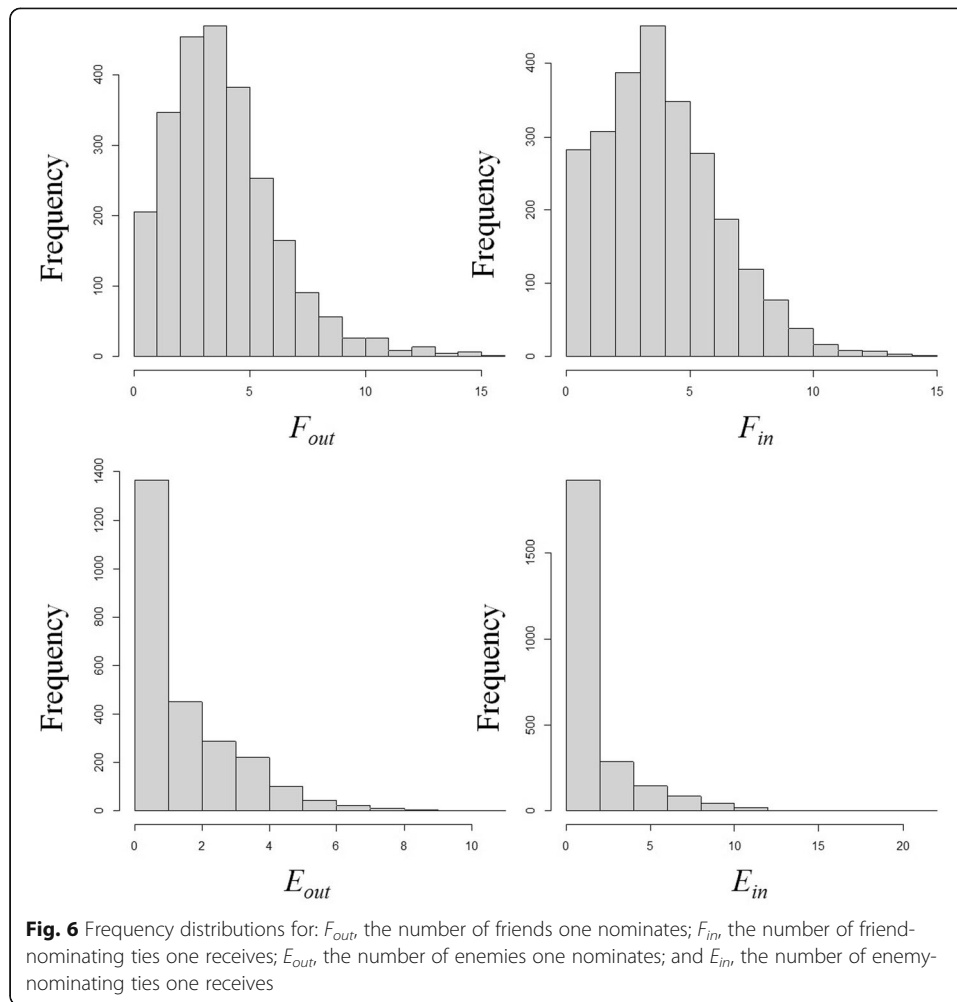 Frequency
0 100 200 300 400
0 5 10 15
F_out
Frequency
0 100 200 300 400
0 5 10 15
F_in
Frequency
0 200 400 600 800 1000 1200 1400
0 2 4 6 8 10
E_out
Frequency
0 500 1000 1500
0 5 10 15 20
E_in
Fig. 6 Frequency distributions for: F_out, the number of friends one nominates; F_in, the number of friend-
nominating ties one receives; E_out, the number of enemies one nominates; and E_in, the number of enemy-
nominating ties one receives